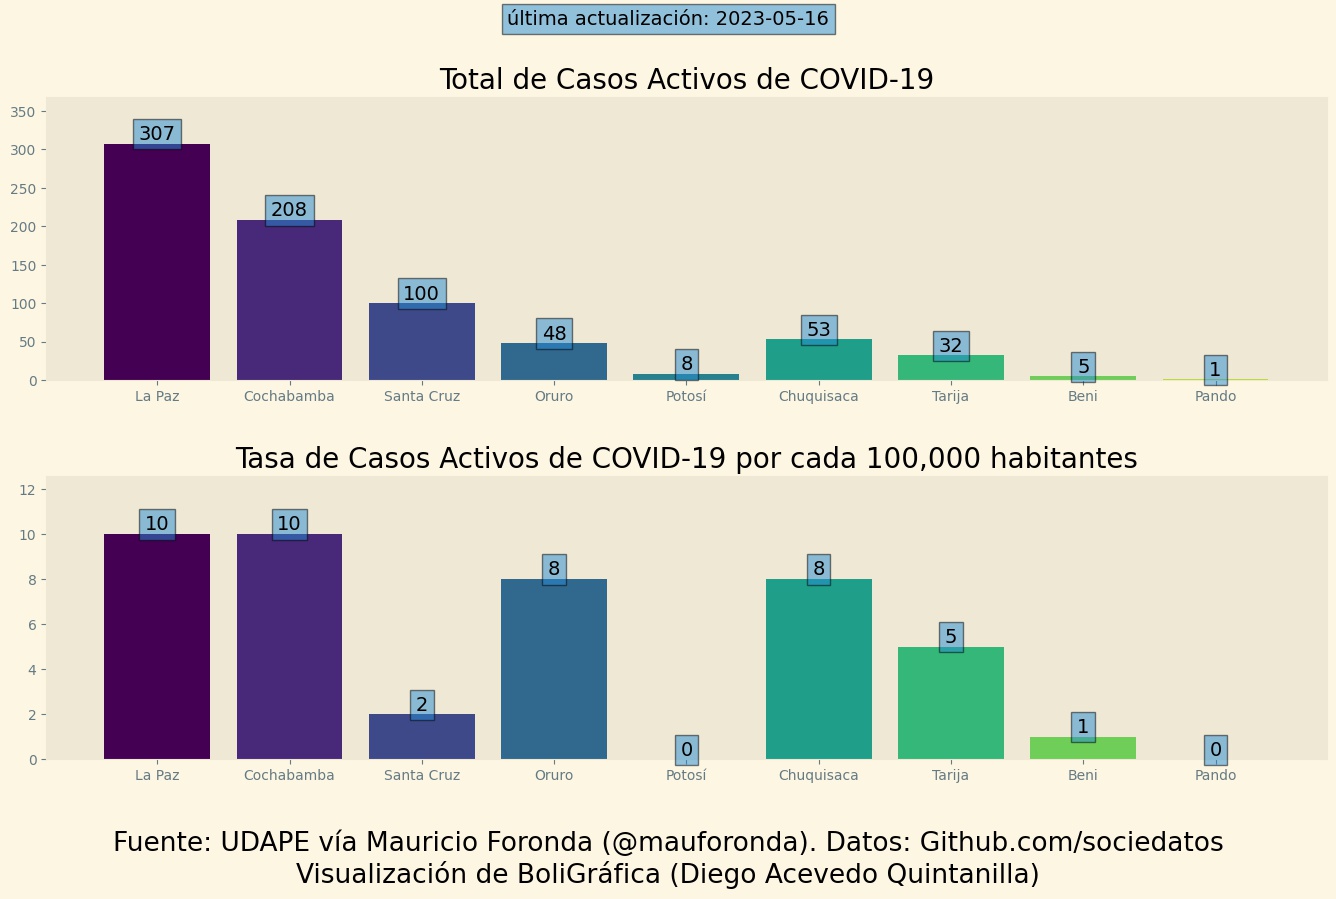 última actualización: 2023-05-16
Total de Casos Activos de COVID-19
350
300
250
200
150
100
50
0
307
208
100
48
8
53
32
5
1
La Paz
Cochabamba
Santa Cruz
Oruro
Potosí
Chuquisaca
Tarija
Beni
Pando
Tasa de Casos Activos de COVID-19 por cada 100,000 habitantes
12
10
8
6
4
2
0
10
10
2
8
0
8
5
1
0
La Paz
Cochabamba
Santa Cruz
Oruro
Potosí
Chuquisaca
Tarija
Beni
Pando
Fuente: UDAPE vía Mauricio Foronda (@mauforonda). Datos: Github.com/sociedatos
Visualización de BoliGráfica (Diego Acevedo Quintanilla)